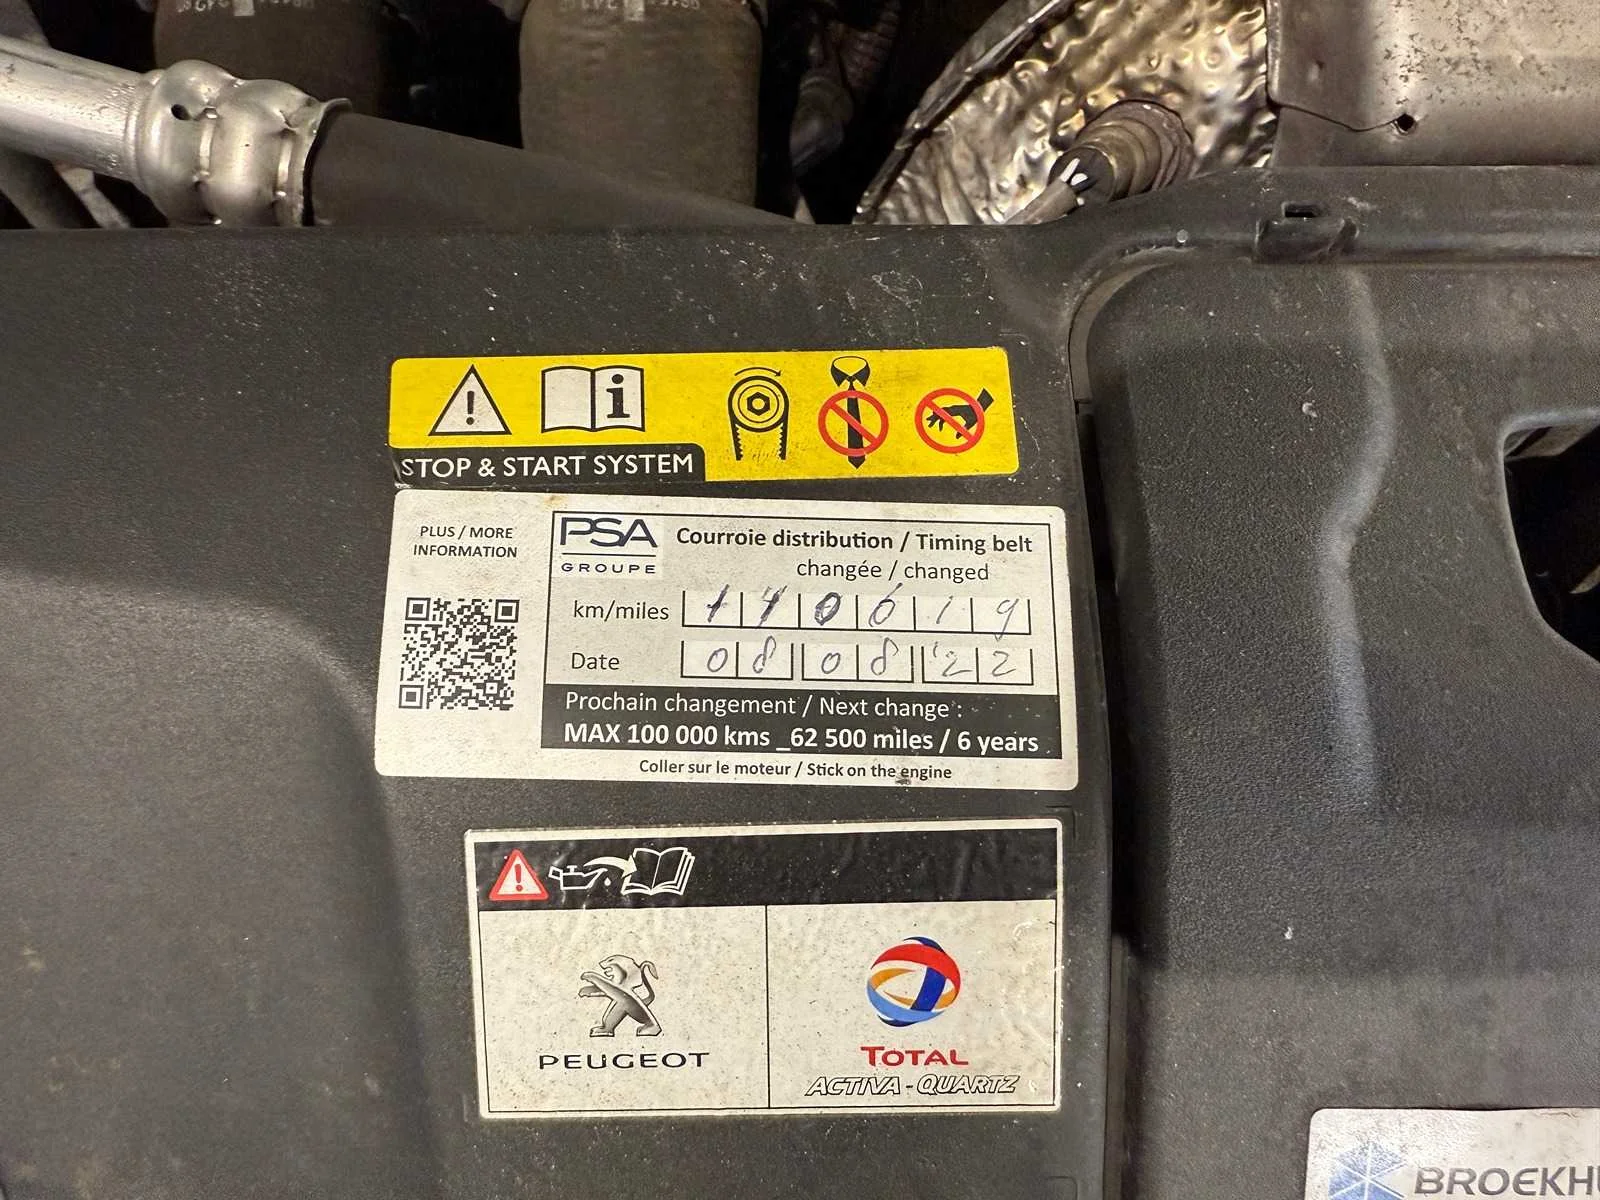 STOP & START SYSTEM
PLUS / MORE
INFORMATION
PSA
GROUPE
Courroie distribution / Timing belt
changée / changed
km/miles 140619
Date 08 08 22
Prochain changement / Next change :
MAX 100 000 kms _62 500 miles / 6 years
Coller sur le moteur / Stick on the engine
PEUGEOT
TOTAL
ACTIVA - QUARTZ